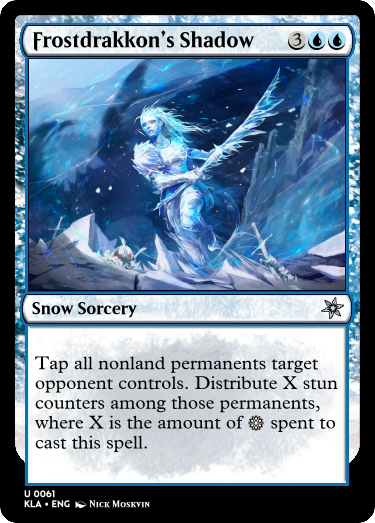 Frostdrakkon's Shadow 3
Snow Sorcery
Tap all nonland permanents target
opponent controls. Distribute X stun
counters among those permanents,
where X is the amount of spent to
cast this spell.
U 0061
KLA • ENG Nick Moskvin